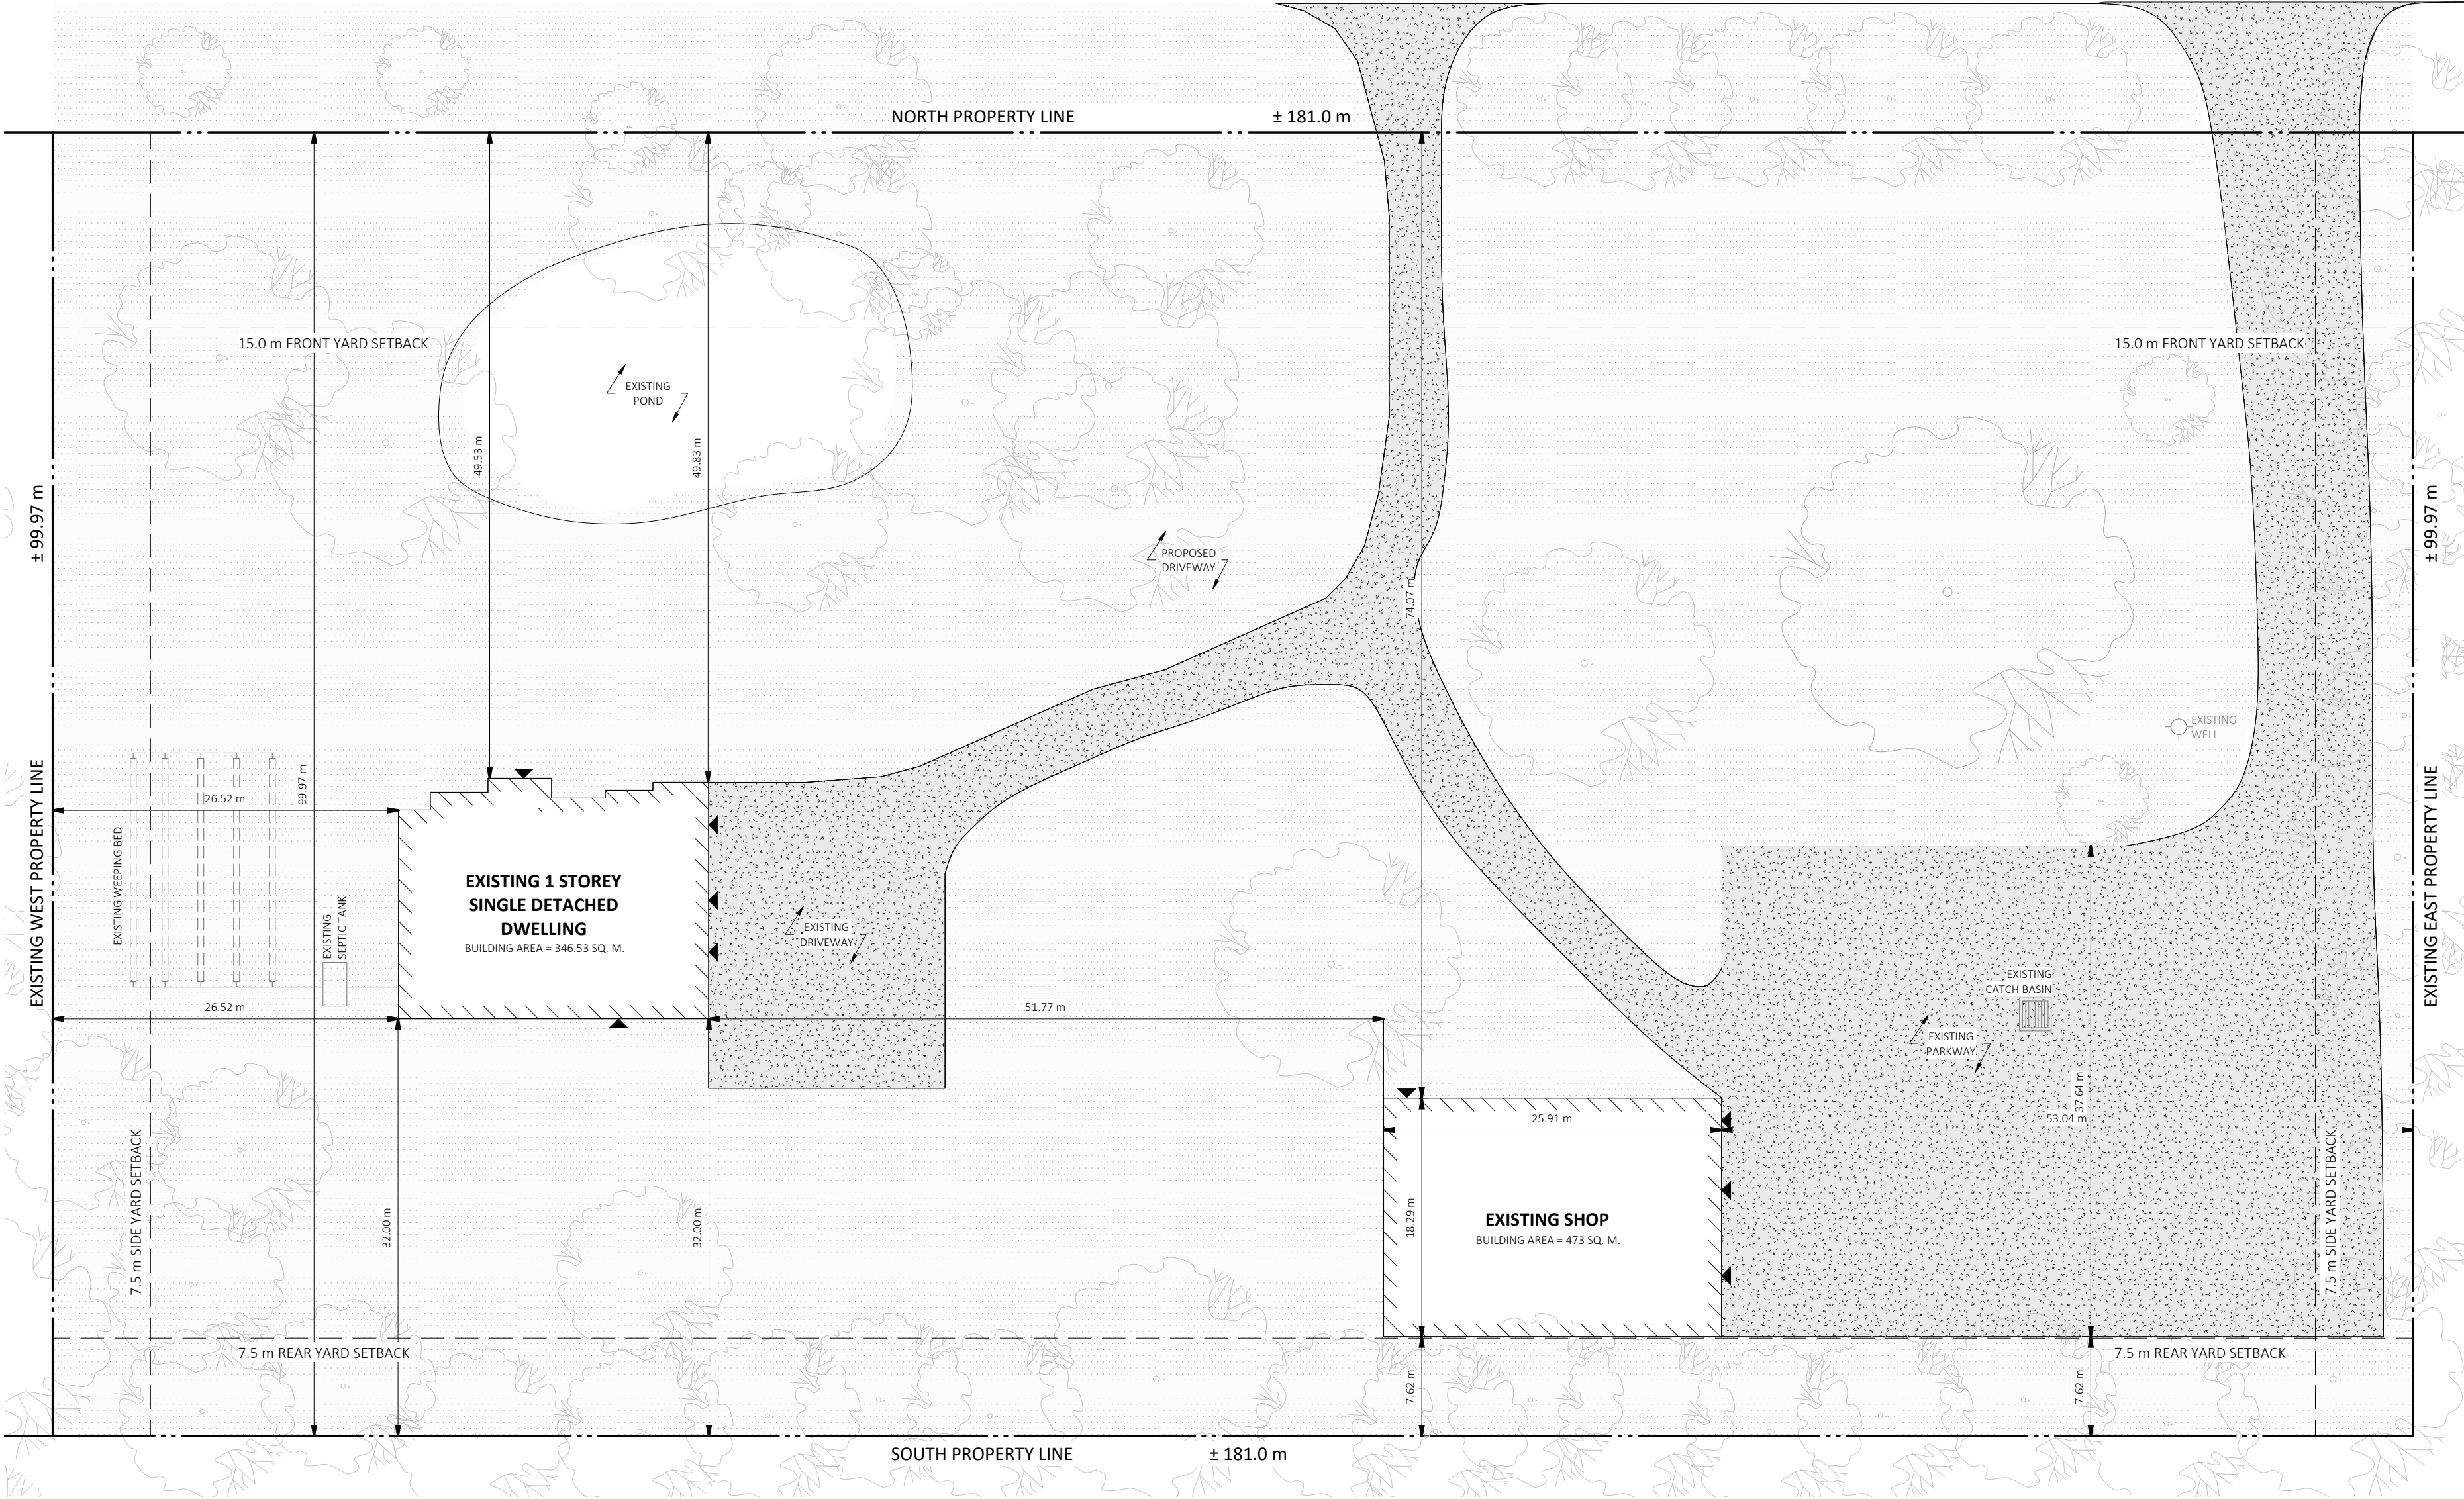 NORTH PROPERTY LINE ± 181.0 m
15.0 m FRONT YARD SETBACK
15.0 m FRONT YARD SETBACK
EXISTING
POND
49.53 m
49.83 m
± 99.97 m
± 99.97 m
PROPOSED
DRIVEWAY
74.07 m
EXISTING
WELL
EXISTING WEST PROPERTY LINE
EXISTING EAST PROPERTY LINE
26.52 m
99.97 m
EXISTING WEEPING BED
EXISTING
SEPTIC TANK
EXISTING 1 STOREY
SINGLE DETACHED
DWELLING
BUILDING AREA = 346.53 SQ. M.
EXISTING
DRIVEWAY
26.52 m
51.77 m
EXISTING
CATCH BASIN
EXISTING
PARKWAY
37.64 m
25.91 m
53.04 m
7.5 m SIDE YARD SETBACK
32.00 m
32.00 m
18.29 m
EXISTING SHOP
BUILDING AREA = 473 SQ. M.
7.5 m SIDE YARD SETBACK
7.5 m REAR YARD SETBACK
7.5 m REAR YARD SETBACK
7.62 m
7.62 m
SOUTH PROPERTY LINE ± 181.0 m